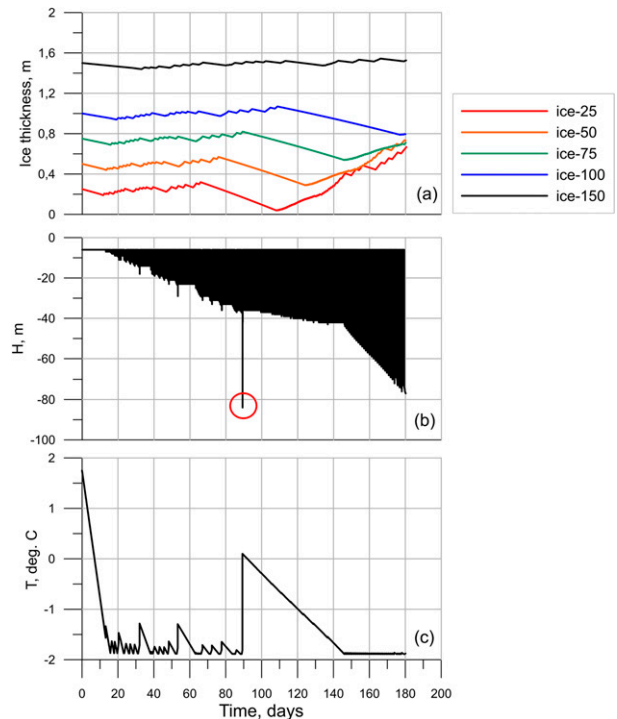 2
1,6
1,2
0,8
0,4
0
Ice thickness, m
(a)
ice-25
ice-50
ice-75
ice-100
ice-150
0
-20
-40
-60
-80
-100
H, m
(b)
2
1
0
-1
-2
T, deg. C
(c)
0 20 40 60 80 100 120 140 160 180 200
Time, days